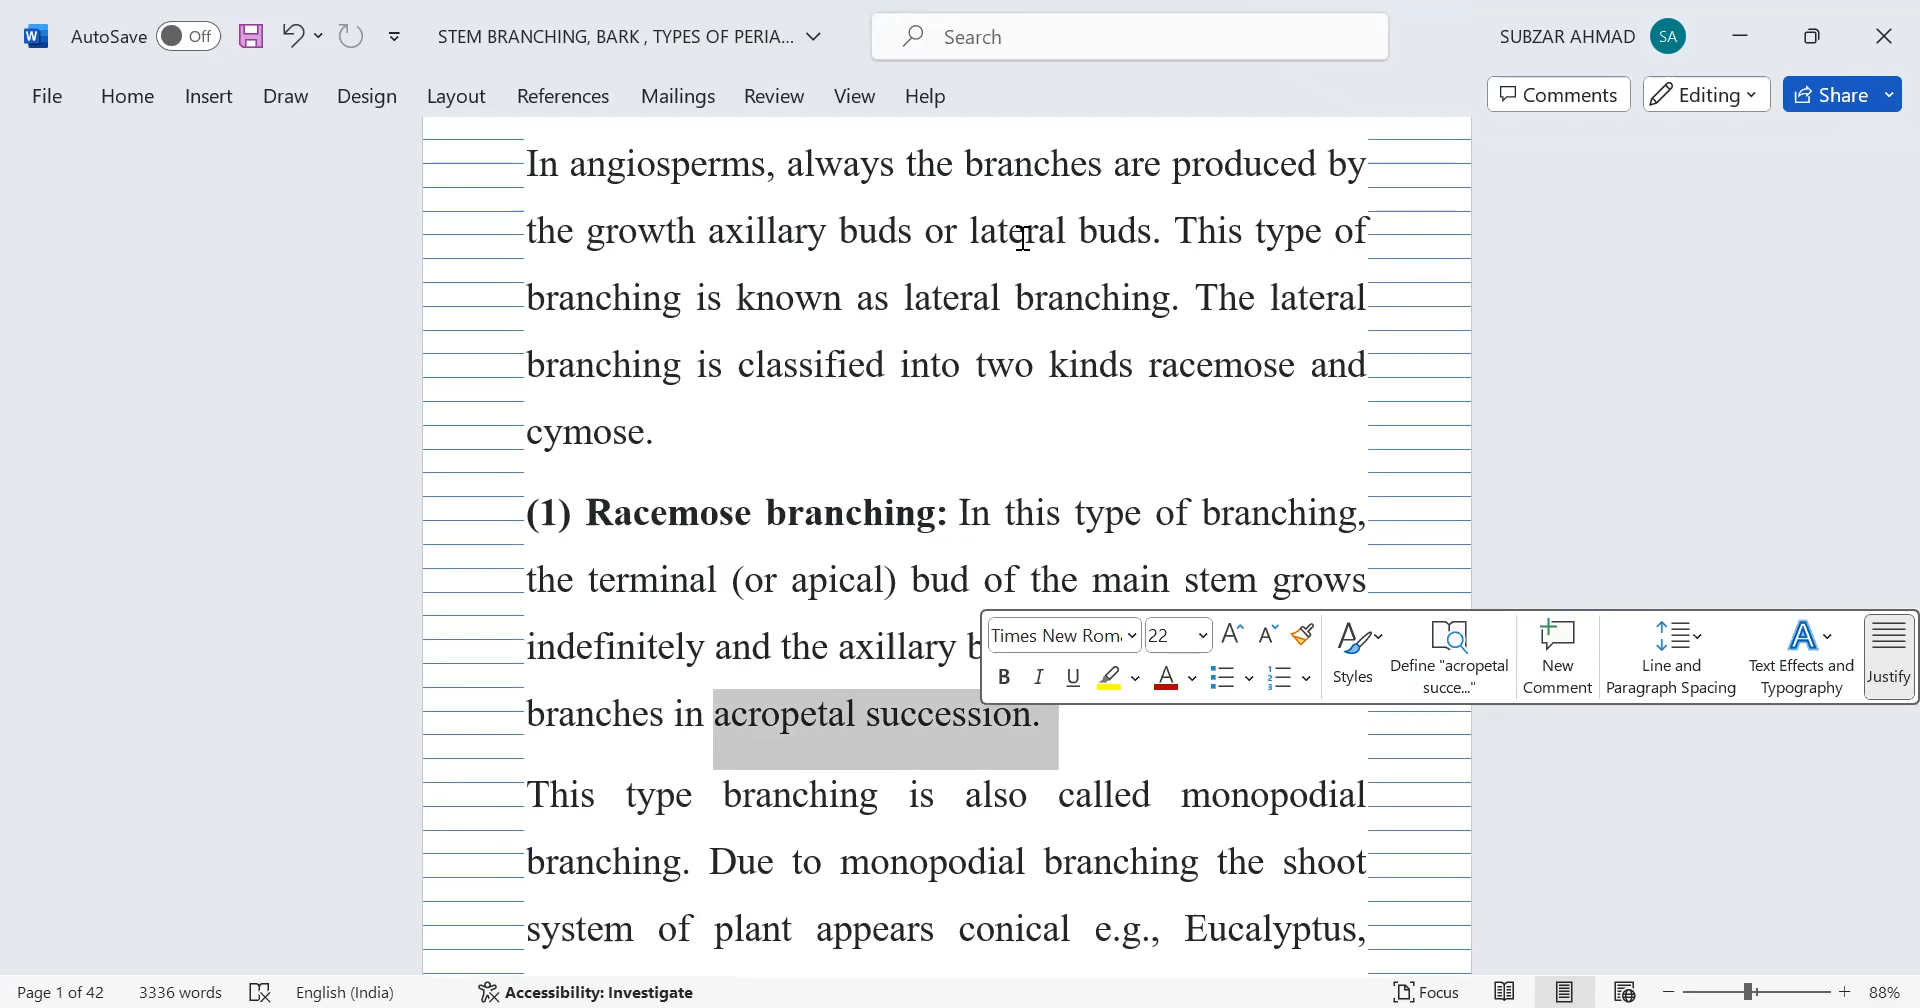 AutoSave Off STEM BRANCHING, BARK , TYPES OF PERIA... Search SUBZAR AHMAD SA
File Home Insert Draw Design Layout References Mailings Review View Help Comments Editing Share
In angiosperms, always the branches are produced by
the growth axillary buds or lateral buds. This type of
branching is known as lateral branching. The lateral
branching is classified into two kinds racemose and
cymose.
(1) Racemose branching: In this type of branching,
the terminal (or apical) bud of the main stem grows
indefinitely and the axillary b
branches in acropetal succession.
Times New Rom 22
B I U A Styles Define "acropetal succe..." New Comment Line and Paragraph Spacing Text Effects and Typography Justify
This type branching is also called monopodial
branching. Due to monopodial branching the shoot
system of plant appears conical e.g., Eucalyptus,
Page 1 of 42 3336 words English (India) Accessibility: Investigate Focus 88%